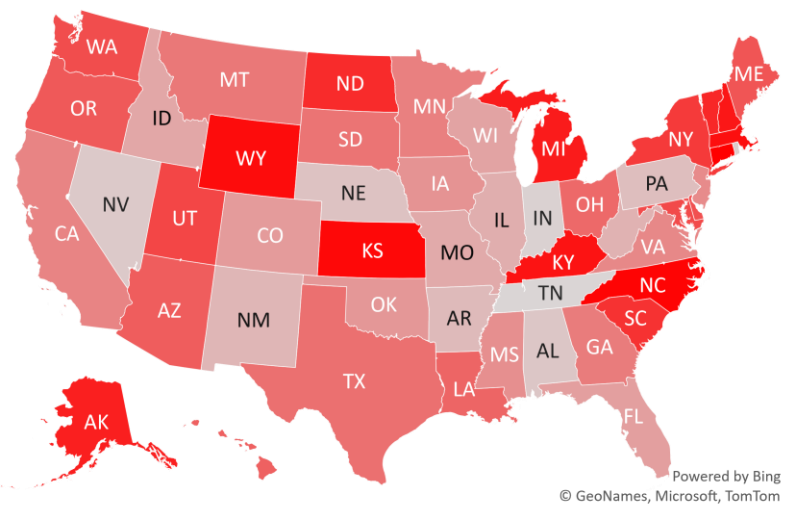 WA
MT
ND
MN
ME
OR
ID
SD
WI
MI
NY
WY
IA
PA
NE
NV
UT
CO
IL
IN
OH
CA
KS
MO
KY
VA
AZ
NM
OK
AR
TN
NC
SC
MS
AL
GA
TX
LA
AK
FL
Powered by Bing
© GeoNames, Microsoft, TomTom